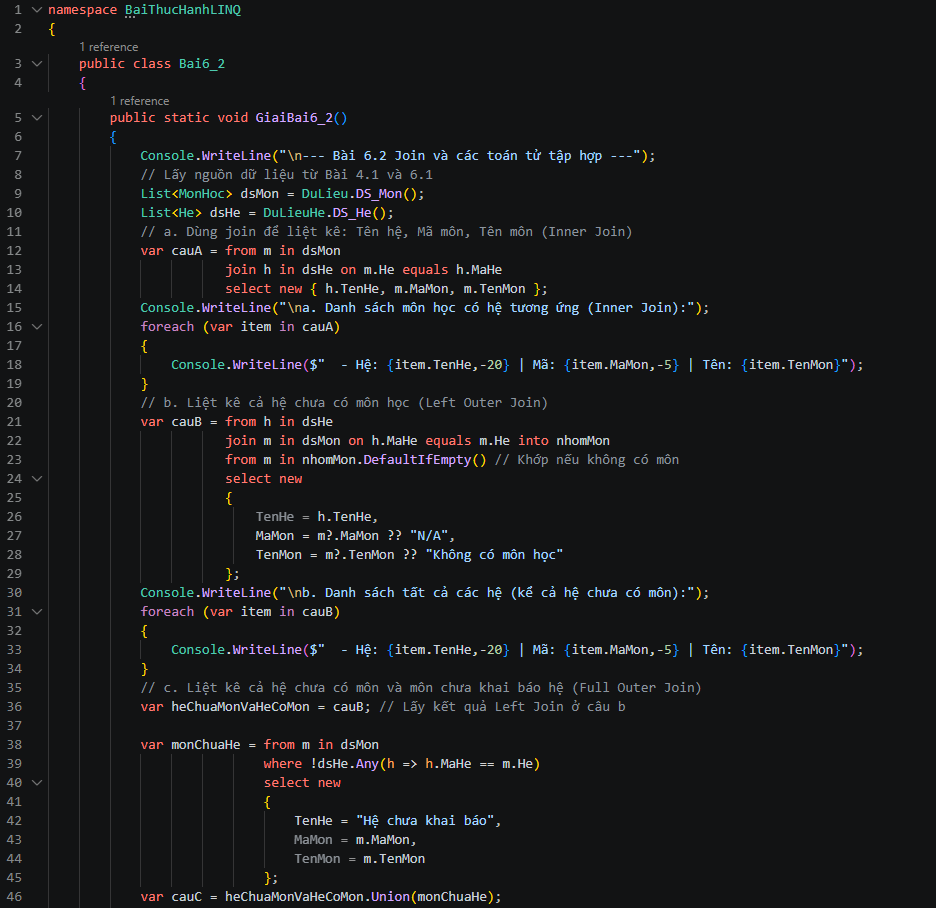 1 namespace BaiThucHanhLINQ
2 {
1 reference
3 public class Bai6_2
4 {
1 reference
5 public static void GiaiBai6_2()
6 {
7 Console.WriteLine("\n--- Bài 6.2 Join và các toán tử tập hợp ---");
8 // Lấy nguồn dữ liệu từ Bài 4.1 và 6.1
9 List<MonHoc> dsMon = DuLieu.DS_Mon();
10 List<He> dsHe = DuLieuHe.DS_He();
11 // a. Dùng join để liệt kê: Tên hệ, Mã môn, Tên môn (Inner Join)
12 var cauA = from m in dsMon
13 join h in dsHe on m.He equals h.MaHe
14 select new { h.TenHe, m.MaMon, m.TenMon };
15 Console.WriteLine("\na. Danh sách môn học có hệ tương ứng (Inner Join):");
16 foreach (var item in cauA)
17 {
18 Console.WriteLine($"  - Hệ: {item.TenHe,-20} | Mã: {item.MaMon,-5} | Tên: {item.TenMon}");
19 }
20 // b. Liệt kê cả hệ chưa có môn học (Left Outer Join)
21 var cauB = from h in dsHe
22 join m in dsMon on h.MaHe equals m.He into nhomMon
23 from m in nhomMon.DefaultIfEmpty() // Khớp nếu không có môn
24 select new
25 {
26 TenHe = h.TenHe,
27 MaMon = m?.MaMon ?? "N/A",
28 TenMon = m?.TenMon ?? "Không có môn học"
29 };
30 Console.WriteLine("\nb. Danh sách tất cả các hệ (kể cả hệ chưa có môn):");
31 foreach (var item in cauB)
32 {
33 Console.WriteLine($"  - Hệ: {item.TenHe,-20} | Mã: {item.MaMon,-5} | Tên: {item.TenMon}");
34 }
35 // c. Liệt kê cả hệ chưa có môn và môn chưa khai báo hệ (Full Outer Join)
36 var heChuaMonVaHeCoMon = cauB; // Lấy kết quả Left Join ở câu b
37
38 var monChuaHe = from m in dsMon
39 where !dsHe.Any(h => h.MaHe == m.He)
40 select new
41 {
42 TenHe = "Hệ chưa khai báo",
43 MaMon = m.MaMon,
44 TenMon = m.TenMon
45 };
46 var cauC = heChuaMonVaHeCoMon.Union(monChuaHe);